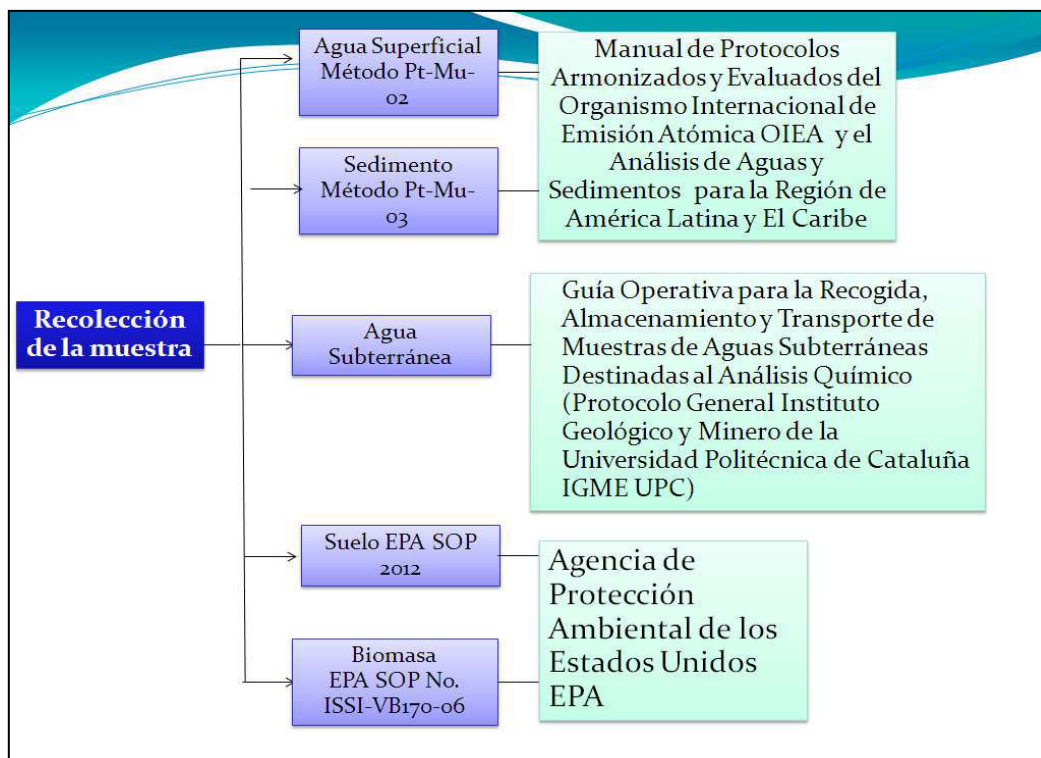 Agua Superficial
Método Pt-Mu-
02
Manual de Protocolos
Armonizados y Evaluados del
Organismo Internacional de
Emisión Atómica OIEA y el
Análisis de Aguas y
Sedimentos para la Región de
América Latina y El Caribe
Sedimento
Método Pt-Mu-
03
Recolección
de la muestra
Agua
Subterránea
Guía Operativa para la Recogida,
Almacenamiento y Transporte de
Muestras de Aguas Subterráneas
Destinadas al Análisis Químico
(Protocolo General Instituto
Geológico y Minero de la
Universidad Politécnica de Cataluña
IGME UPC)
Suelo EPA SOP
2012
Agencia de
Protección
Ambiental de los
Estados Unidos
EPA
Biomasa
EPA SOP No.
ISSI-VB170-06